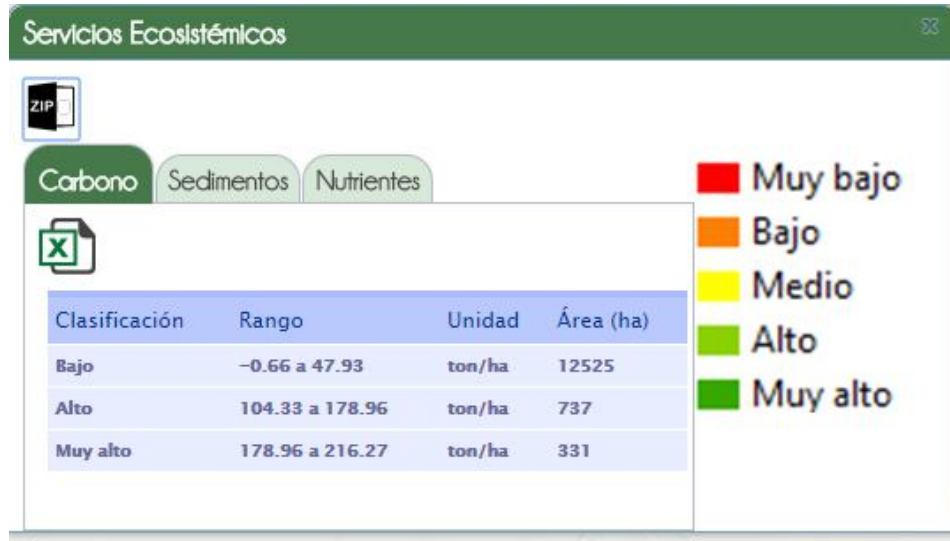 Servicios Ecosistémicos
ZIP
Carbono Sedimentos Nutrientes
X
Clasificación Rango Unidad Área (ha)
Bajo −0.66 a 47.93 ton/ha 12525
Alto 104.33 a 178.96 ton/ha 737
Muy alto 178.96 a 216.27 ton/ha 331
Muy bajo
Bajo
Medio
Alto
Muy alto